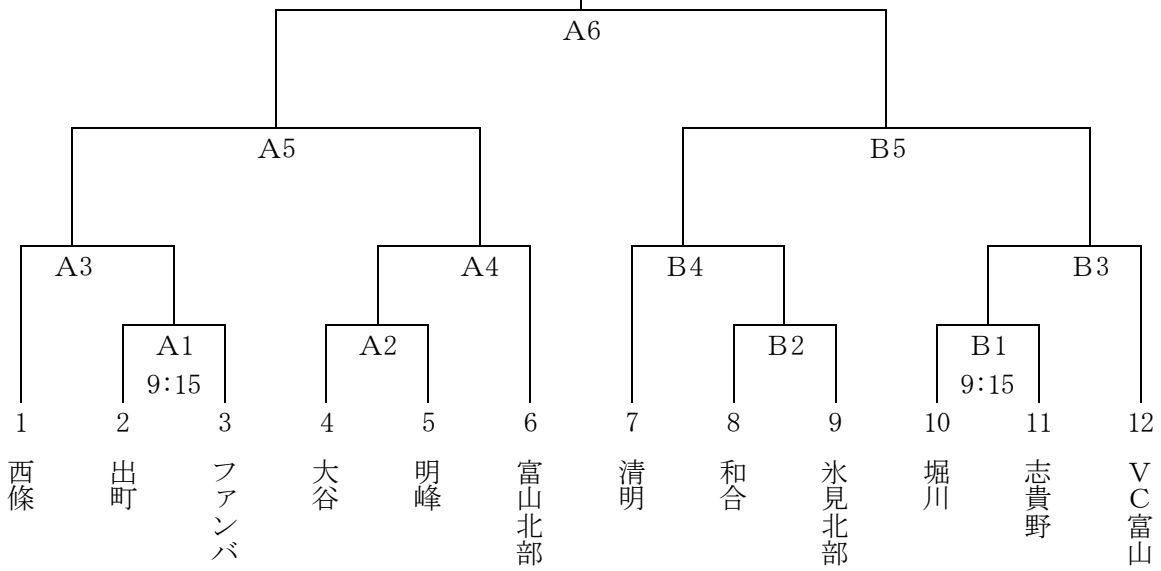 A6
A5 B5
A3 A4 B4 B3
A1 A2 B2 B1
9:15 9:15
1 2 3 4 5 6 7 8 9 10 11 12
西條
出町
ファンバ
大谷
明峰
富山北部
清明
和合
氷見北部
堀川
志貴野
VC富山